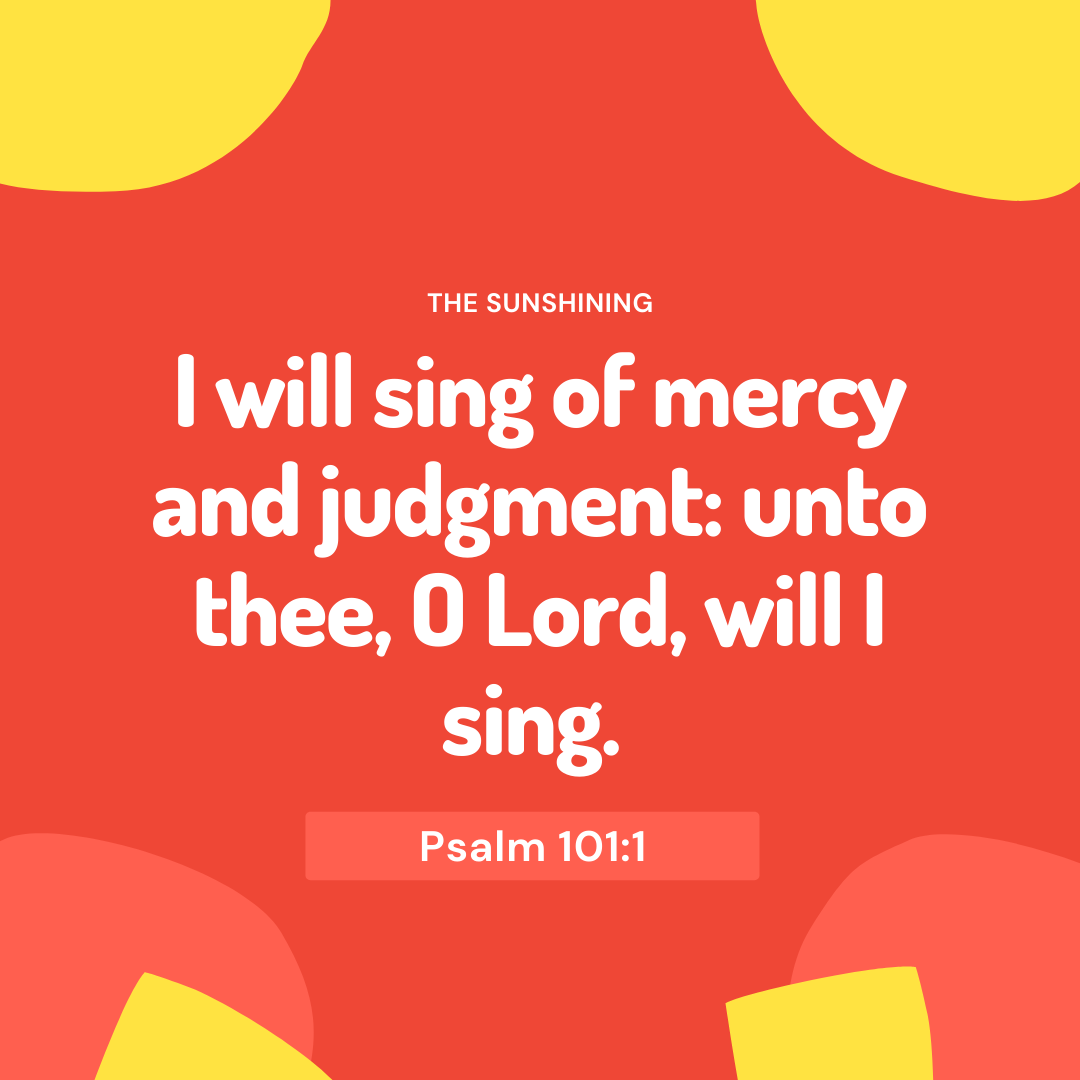 THE SUNSHINING
I will sing of mercy
and judgment: unto
thee, O Lord, will I
sing.
Psalm 101:1